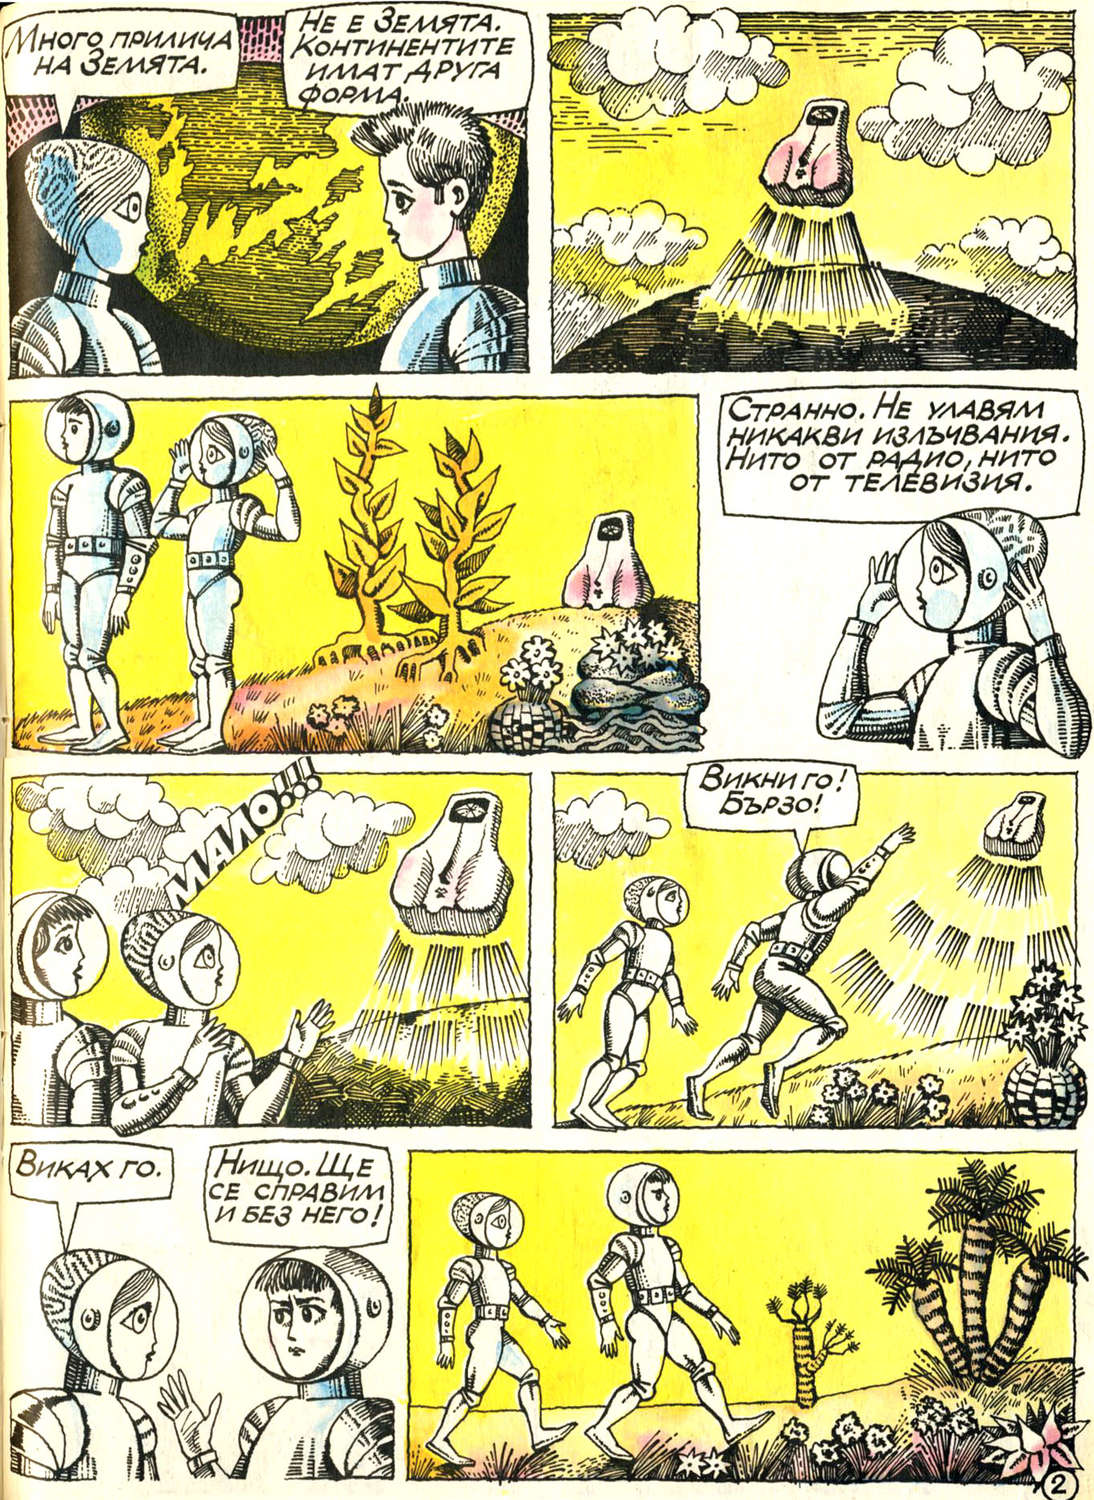 Много прилича
на Земята.
Не е Земята.
Континентите
имат друга
форма.
Странно. Не улавям
никакви излъчвания.
Нито от радио, нито
от телевизия.
Мало!!!
Викни го!
Бързо!
Виках го.
Нищо. Ще
се справим
и без него!
2